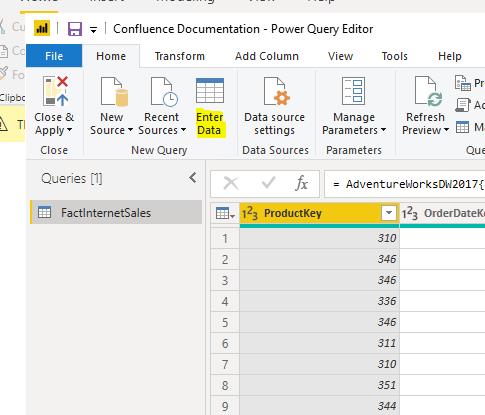 Confluence Documentation - Power Query Editor
File Home Transform Add Column View Tools Help
Close & Apply
New Source
Recent Sources
Enter Data
Data source settings
Manage Parameters
Refresh Preview
Close
New Query
Data Sources
Parameters
Queries [1]
= AdventureWorksDW2017{
FactInternetSales
1²3 ProductKey
1²3
1 310
2 346
3 346
4 336
5 346
6 311
7 310
8 351
9 344